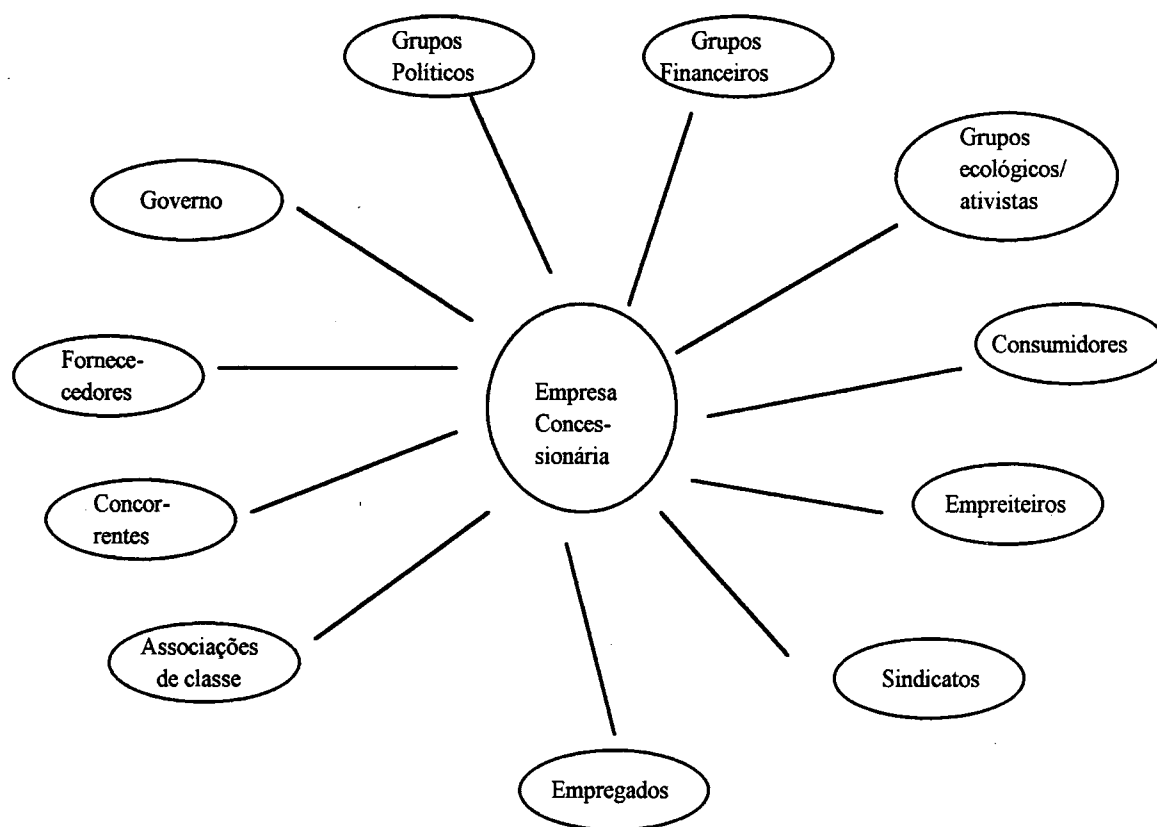 Grupos
Políticos
Grupos
Financeiros
Grupos
ecológicos/
ativistas
Governo
Consumidores
Fornece-
cedores
Empresa
Conces-
sionária
Concor-
rentes
Empreiteiros
Associações
de classe
Sindicatos
Empregados